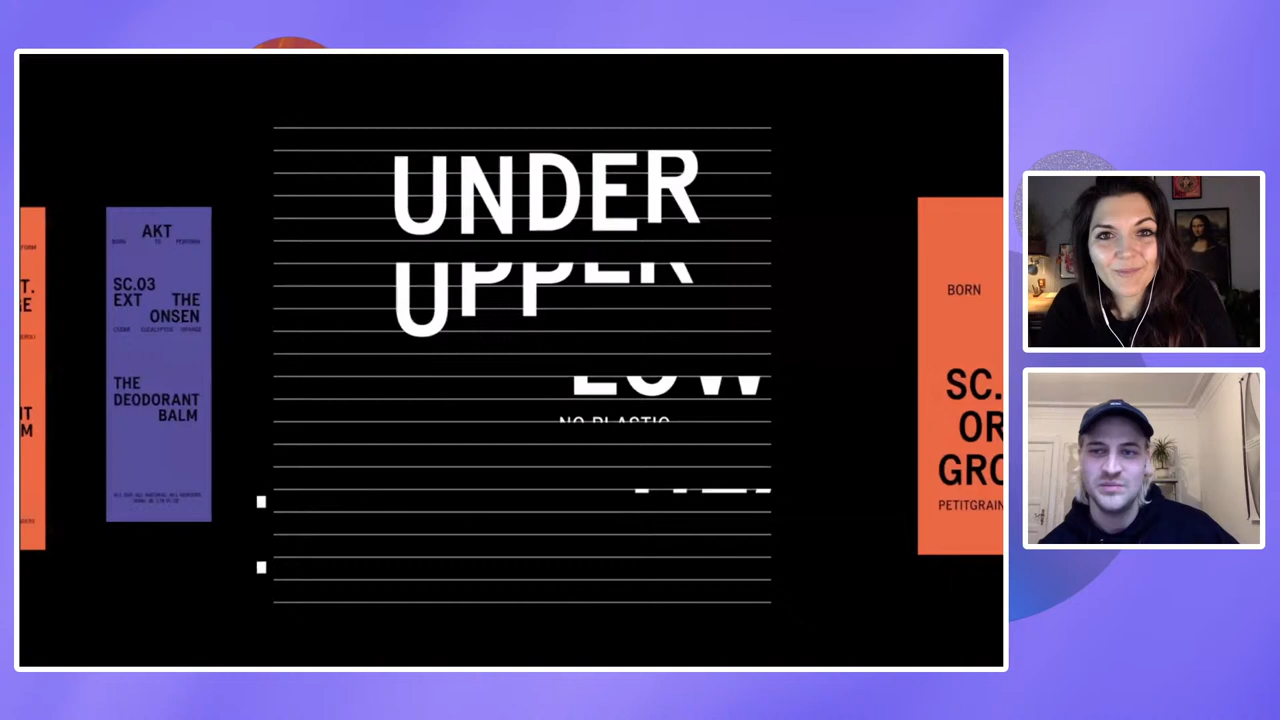 UNDER
UPPER
LOW
NO PLASTIC
AKT
BORN TO PERFORM
SC.03
EXT THE
ONSEN
CEDAR EUCALYPTUS ORANGE
THE
DEODORANT
BALM
BORN
SC.
OR
GRO
PETITGRAIN